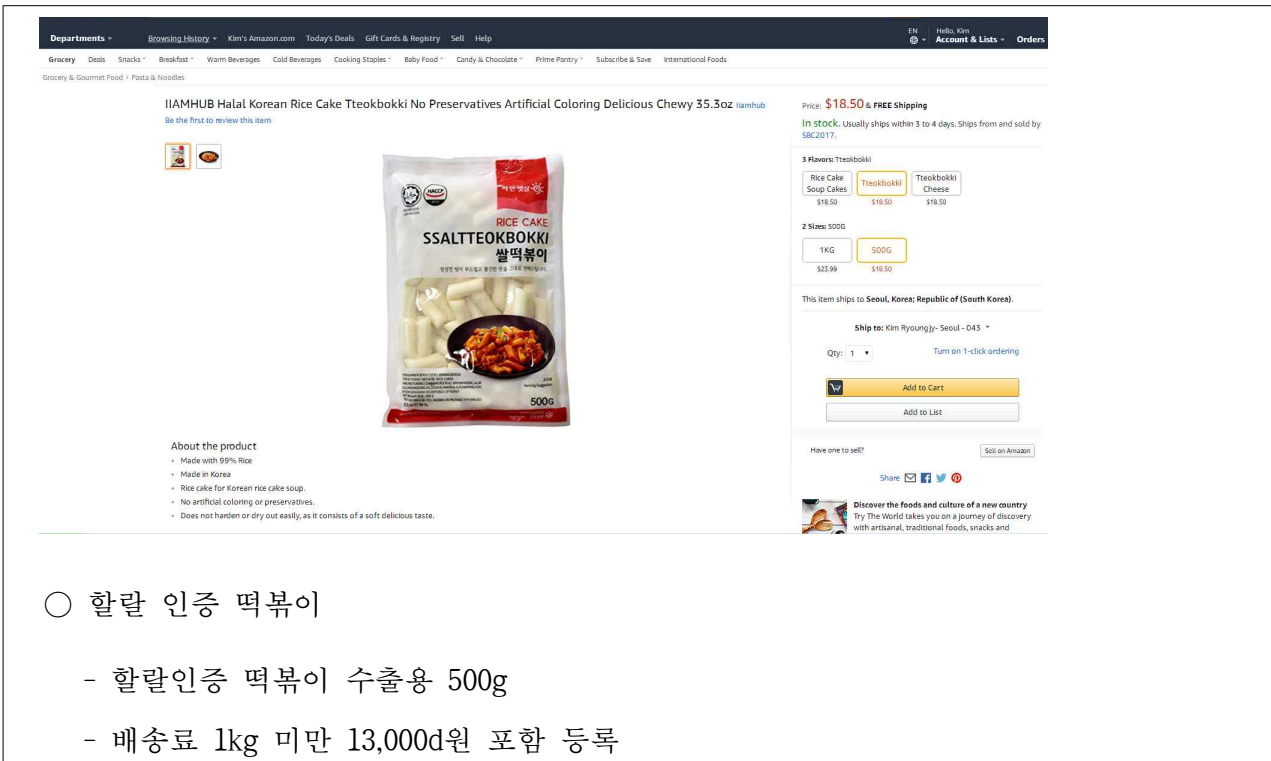 Departments
Browsing History Kim's Amazon.com Today's Deals Gift Cards & Registry Sell Help
EN Hello, Kim
Account & Lists Orders
Grocery Deals Snacks Breakfast Warm Beverages Cold Beverages Cooking Staples Baby Food Candy & Chocolate Prime Pantry Subscribe & Save International Foods
Grocery & Gourmet Food › Pasta & Noodles
IIAMHUB Halal Korean Rice Cake Tteokbokki No Preservatives Artificial Coloring Delicious Chewy 35.3oz Iiamhub
Be the first to review this item
HACCP
RICE CAKE
SSALTTEOKBOKKI
쌀떡볶이
Serving Suggestion
500G
About the product
• Made with 99% Rice
• Made in Korea
• Rice cake for Korean rice cake soup.
• No artificial coloring or preservatives.
• Does not harden or dry out easily, as it consists of a soft delicious taste.
Price: $18.50 & FREE Shipping
In stock. Usually ships within 3 to 4 days. Ships from and sold by
SBC2017.
3 Flavors: Tteokbokki
Rice Cake Soup Cakes
$18.50
Tteokbokki
$18.50
Tteokbokki Cheese
$18.50
2 Sizes: 500G
1KG 500G
$23.99 $18.50
This item ships to Seoul, Korea; Republic of (South Korea).
Ship to: Kim Ryoungjy- Seoul - 043
Qty: 1 Turn on 1-click ordering
Add to Cart
Add to List
Have one to sell? Sell on Amazon
Share
Discover the foods and culture of a new country
Try The World takes you on a journey of discovery
with artisanal, traditional foods, snacks and
○ 할랄 인증 떡볶이
- 할랄인증 떡볶이 수출용 500g
- 배송료 1kg 미만 13,000d원 포함 등록